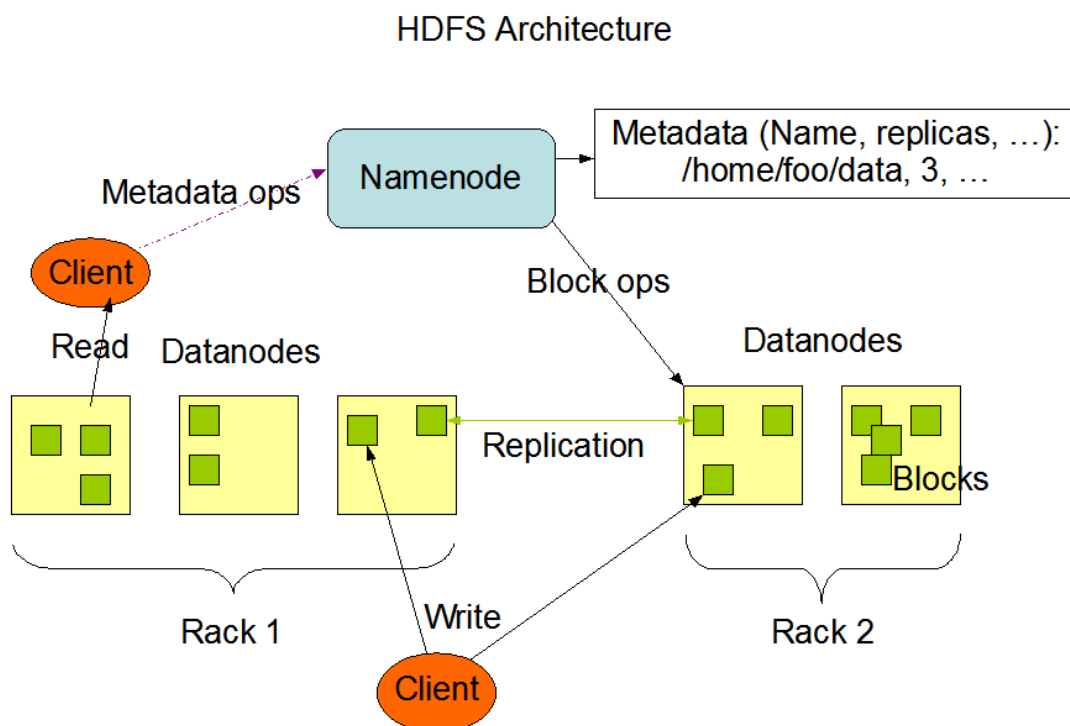 HDFS Architecture
Metadata (Name, replicas, …):
/home/foo/data, 3, …
Namenode
Metadata ops
Client
Block ops
Read
Datanodes
Datanodes
Replication
Blocks
Rack 1
Write
Rack 2
Client